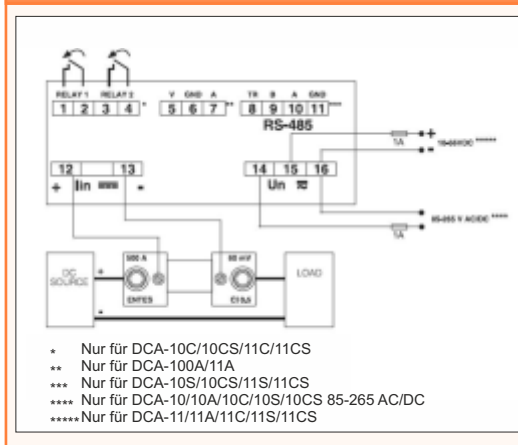 RELAY 1 RELAY 2 V GND A TR B A GND
1 2 3 4 * 5 6 7 ** 8 9 10 11 ***
RS-485
1A + *****
-
12 13 14 15 16
+ Iin - Un
85-265 V AC/DC ****
1A
DC
SOURCE
+
-
500 A
ENTES
60 mV
Cl 0,5
LOAD
* Nur für DCA-10C/10CS/11C/11CS
** Nur für DCA-100A/11A
*** Nur für DCA-10S/10CS/11S/11CS
**** Nur für DCA-10/10A/10C/10S/10CS 85-265 AC/DC
***** Nur für DCA-11/11A/11C/11S/11CS